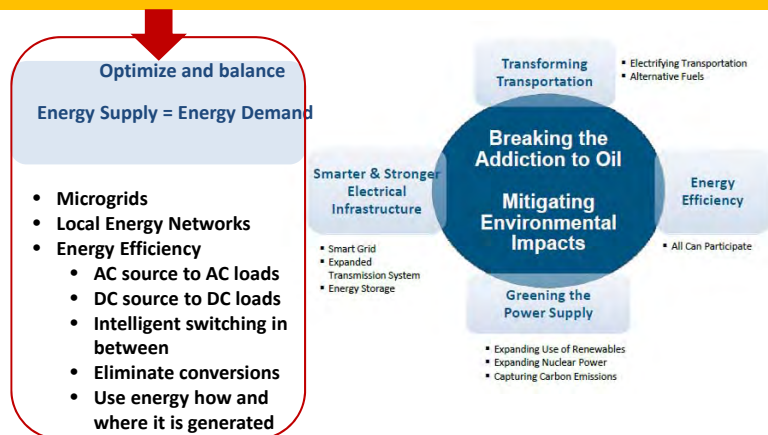 Optimize and balance
Energy Supply = Energy Demand
• Microgrids
• Local Energy Networks
• Energy Efficiency
• AC source to AC loads
• DC source to DC loads
• Intelligent switching in
between
• Eliminate conversions
• Use energy how and
where it is generated
Transforming
Transportation
▪ Electrifying Transportation
▪ Alternative Fuels
Breaking the
Addiction to Oil
Mitigating
Environmental
Impacts
Smarter & Stronger
Electrical
Infrastructure
▪ Smart Grid
▪ Expanded
Transmission System
▪ Energy Storage
Energy
Efficiency
▪ All Can Participate
Greening the
Power Supply
▪ Expanding Use of Renewables
▪ Expanding Nuclear Power
▪ Capturing Carbon Emissions